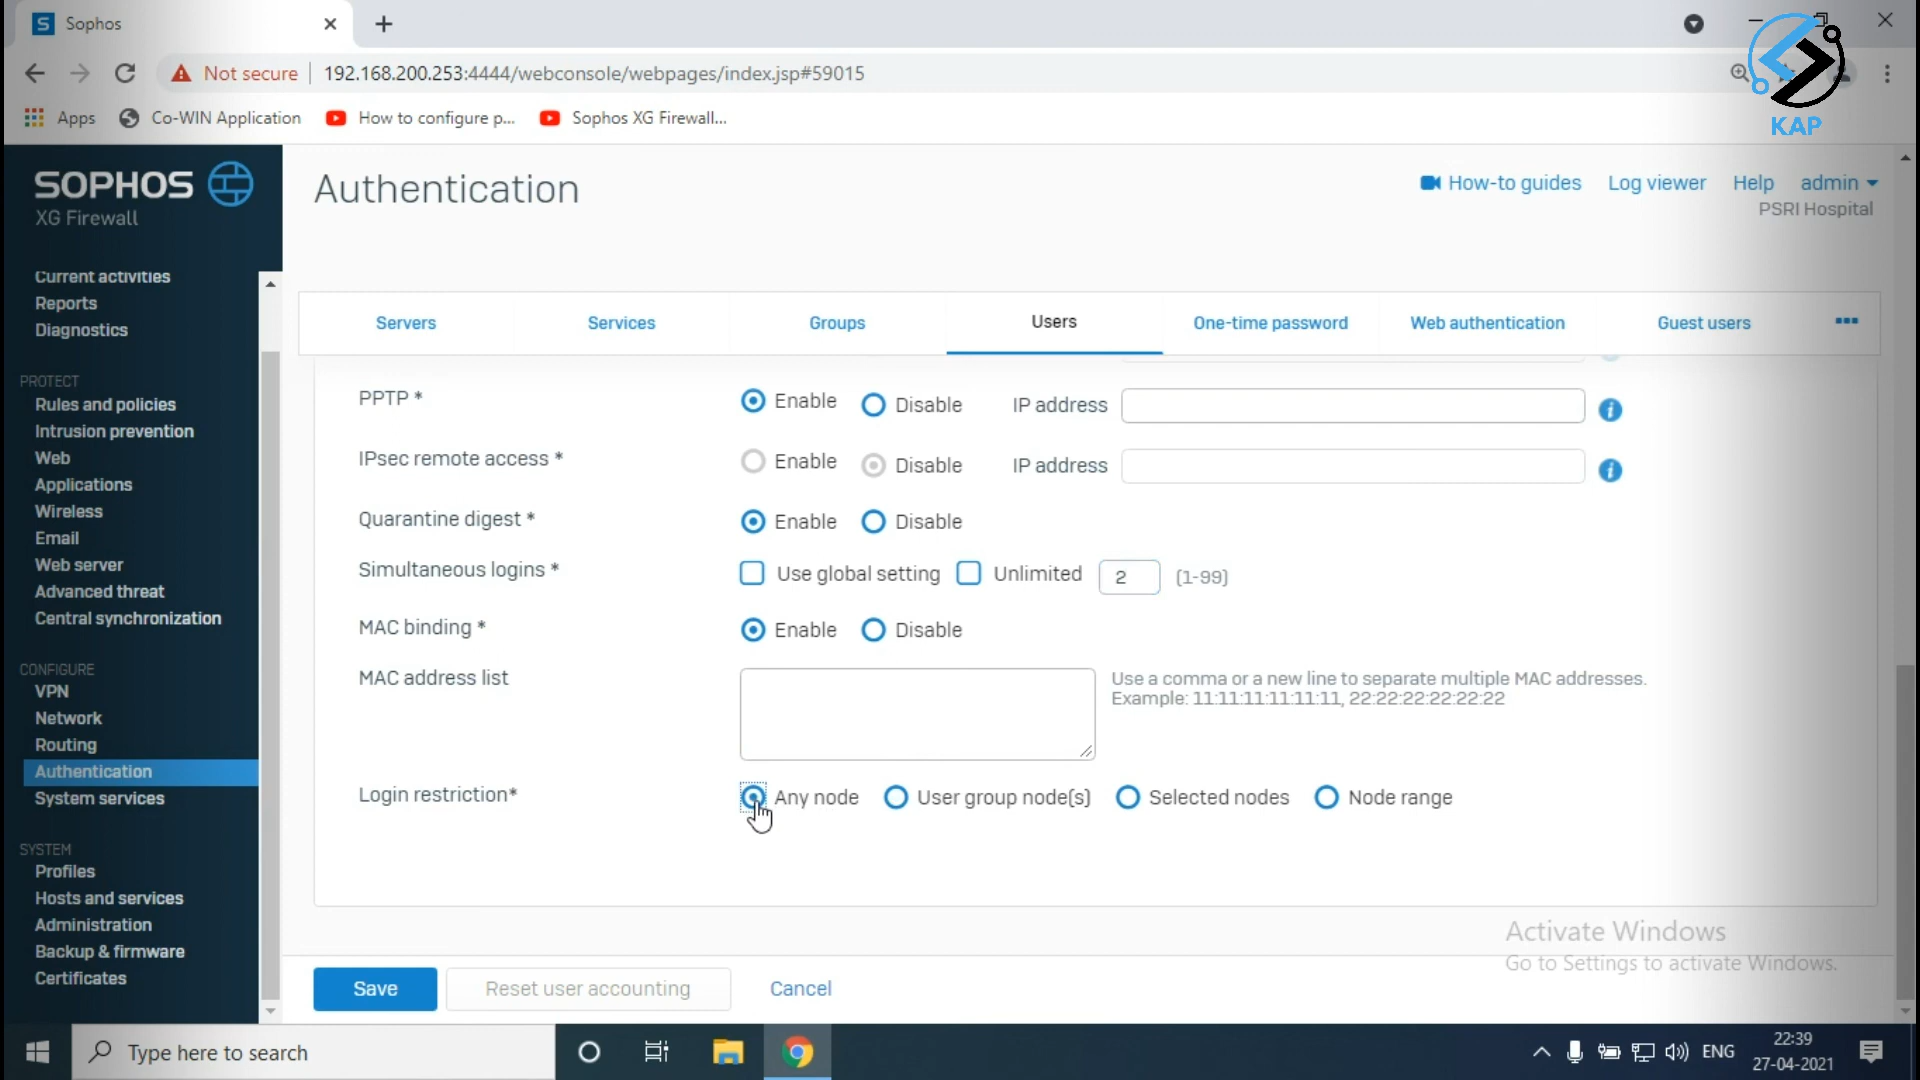 Sophos
Not secure 192.168.200.253:4444/webconsole/webpages/index.jsp#59015
Apps Co-WIN Application How to configure p... Sophos XG Firewall...
KAP
SOPHOS
XG Firewall
Authentication
How-to guides Log viewer Help admin
PSRI Hospital
Current activities
Reports
Diagnostics
PROTECT
Rules and policies
Intrusion prevention
Web
Applications
Wireless
Email
Web server
Advanced threat
Central synchronization
CONFIGURE
VPN
Network
Routing
Authentication
System services
SYSTEM
Profiles
Hosts and services
Administration
Backup & firmware
Certificates
Servers Services Groups Users One-time password Web authentication Guest users
PPTP * Enable Disable IP address
IPsec remote access * Enable Disable IP address
Quarantine digest * Enable Disable
Simultaneous logins * Use global setting Unlimited 2 (1-99)
MAC binding * Enable Disable
MAC address list
Use a comma or a new line to separate multiple MAC addresses.
Example: 11:11:11:11:11:11, 22:22:22:22:22:22
Login restriction* Any node User group node(s) Selected nodes Node range
Activate Windows
Go to Settings to activate Windows.
Save Reset user accounting Cancel
Type here to search
ENG
22:39
27-04-2021